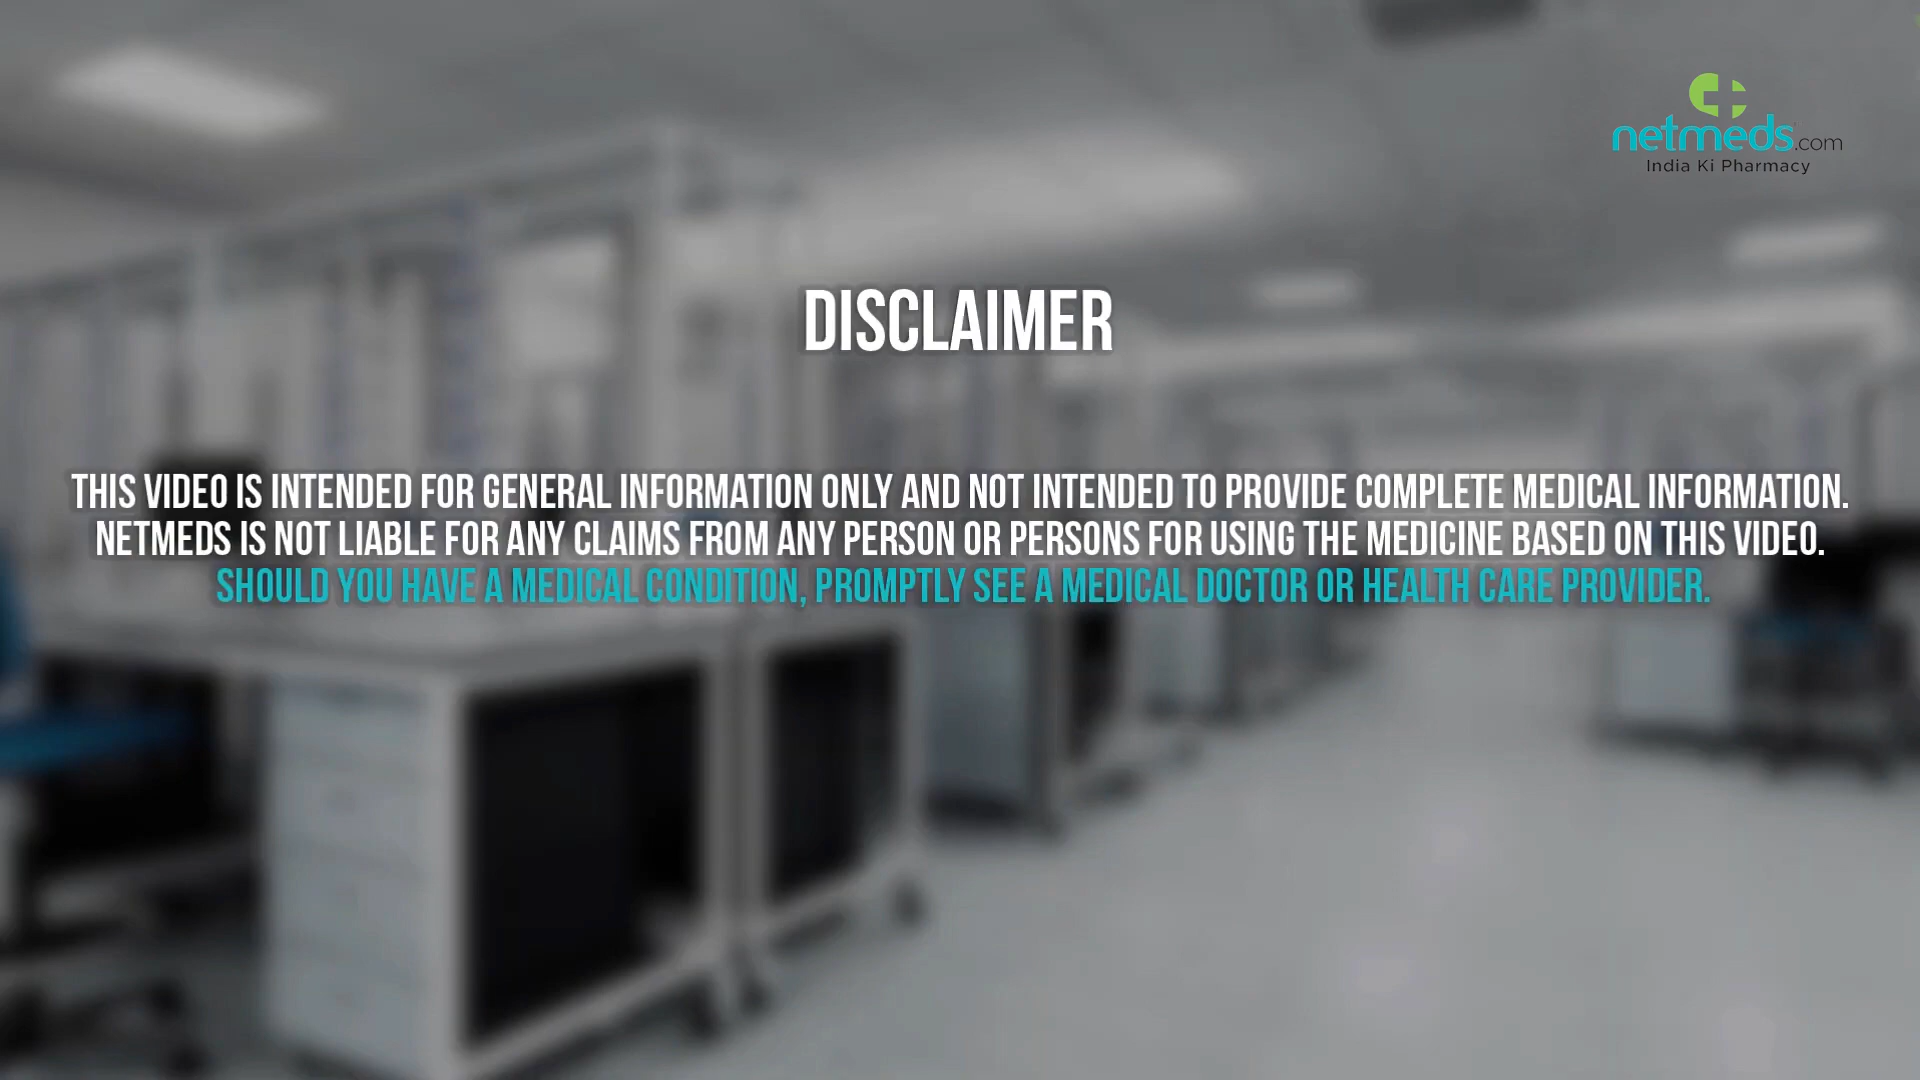 netmeds.com
India Ki Pharmacy
DISCLAIMER
THIS VIDEO IS INTENDED FOR GENERAL INFORMATION ONLY AND NOT INTENDED TO PROVIDE COMPLETE MEDICAL INFORMATION.
NETMEDS IS NOT LIABLE FOR ANY CLAIMS FROM ANY PERSON OR PERSONS FOR USING THE MEDICINE BASED ON THIS VIDEO.
SHOULD YOU HAVE A MEDICAL CONDITION, PROMPTLY SEE A MEDICAL DOCTOR OR HEALTH CARE PROVIDER.